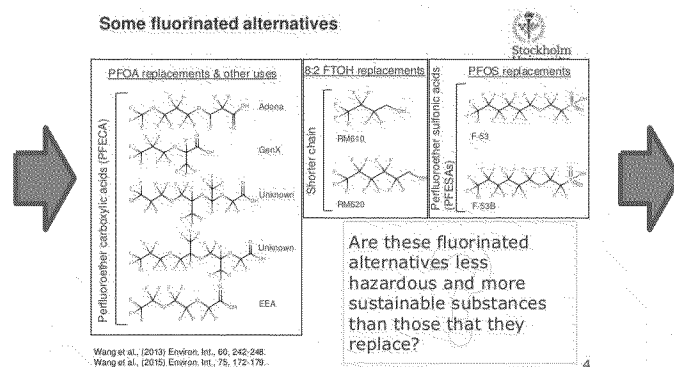 Some fluorinated alternatives
Stockholm
PFOA replacements & other uses
8:2 FTOH replacements
PFOS replacements
Perfluoroether carboxylic acids (PFECA)
Adona
GenX
Unknown
Unknown
EEA
Shorter chain
RM610
RM620
Perfluoroether sulfonic acids
(PFESAs)
F-53
F-53B
Are these fluorinated
alternatives less
hazardous and more
sustainable substances
than those that they
replace?
Wang et al., (2013) Environ. Int., 60, 242-248.
Wang et al., (2015) Environ. Int., 75, 172-179.
4